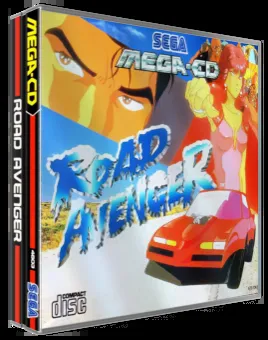 MEGA-CD
ROAD AVENGER
SEGA
SEGA
MEGA-CD
ROAD
AVENGER
COMPACT
disc